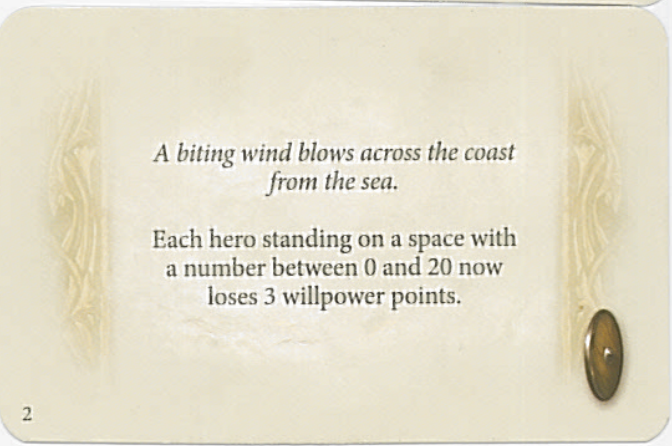 A biting wind blows across the coast
from the sea.
Each hero standing on a space with
a number between 0 and 20 now
loses 3 willpower points.
2